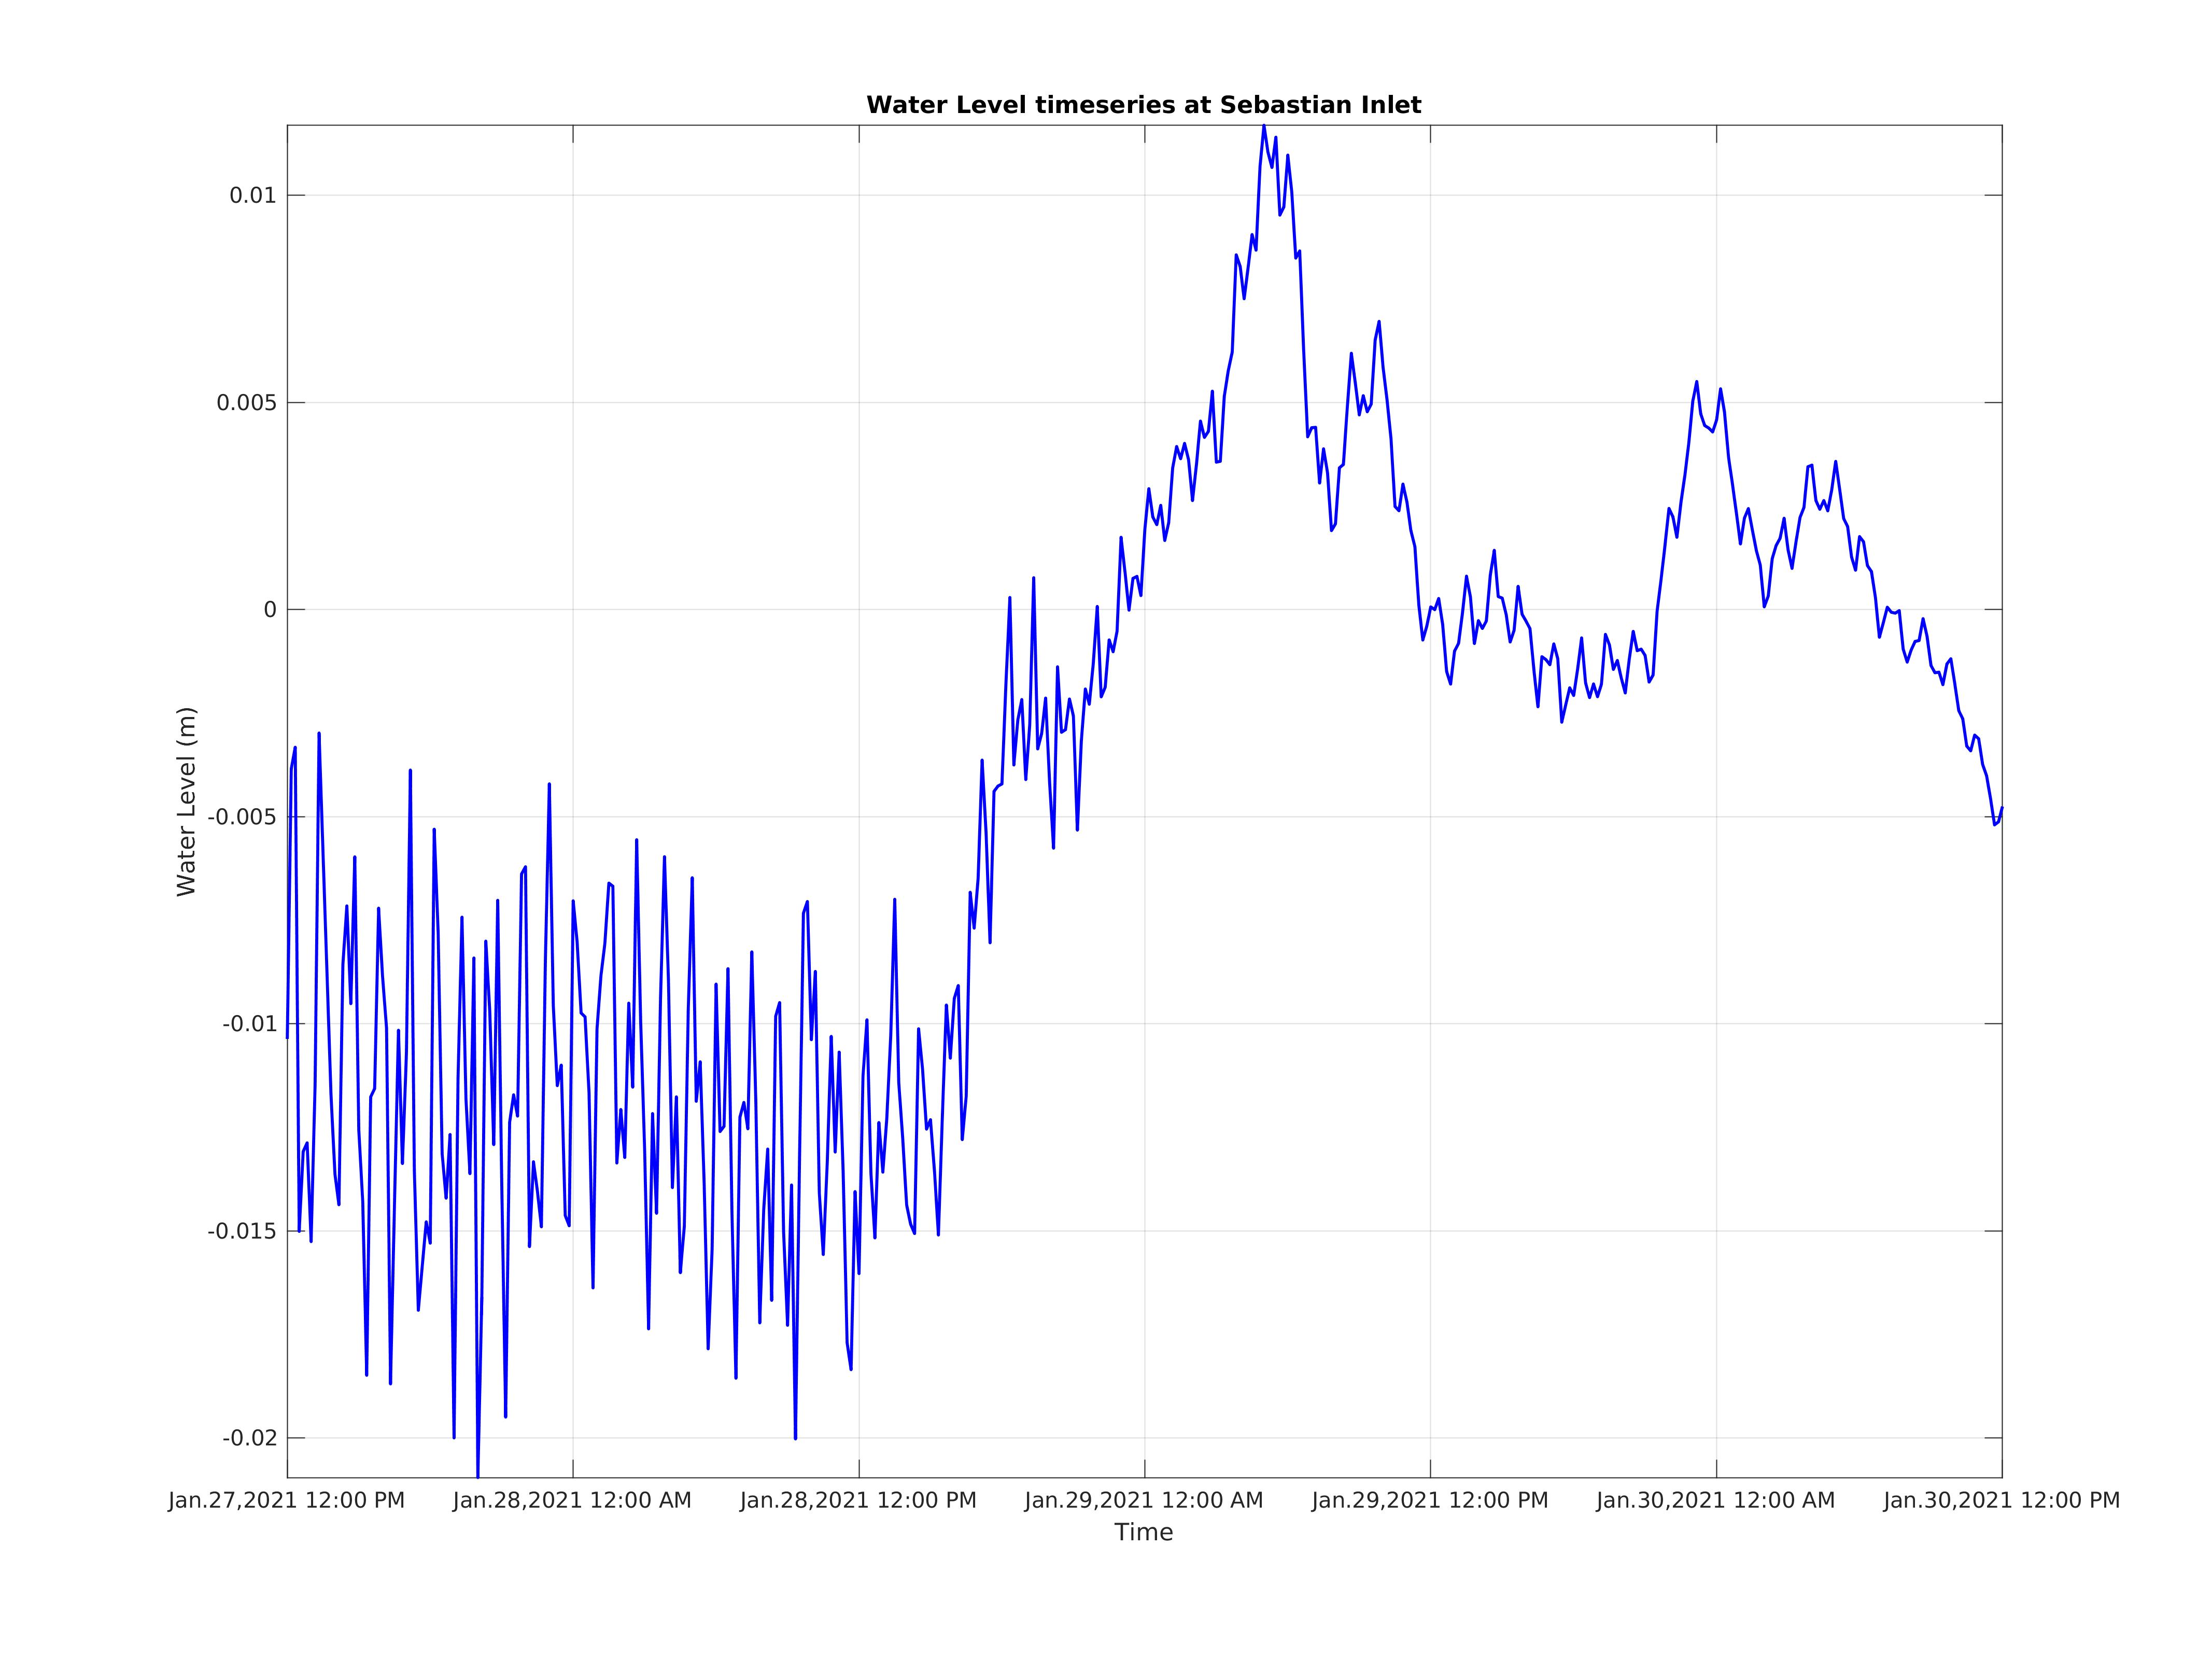 Water Level timeseries at Sebastian Inlet
0.01
0.005
0
-0.005
-0.01
-0.015
-0.02
Water Level (m)
Jan.27,2021 12:00 PM Jan.28,2021 12:00 AM Jan.28,2021 12:00 PM Jan.29,2021 12:00 AM Jan.29,2021 12:00 PM Jan.30,2021 12:00 AM Jan.30,2021 12:00 PM
Time